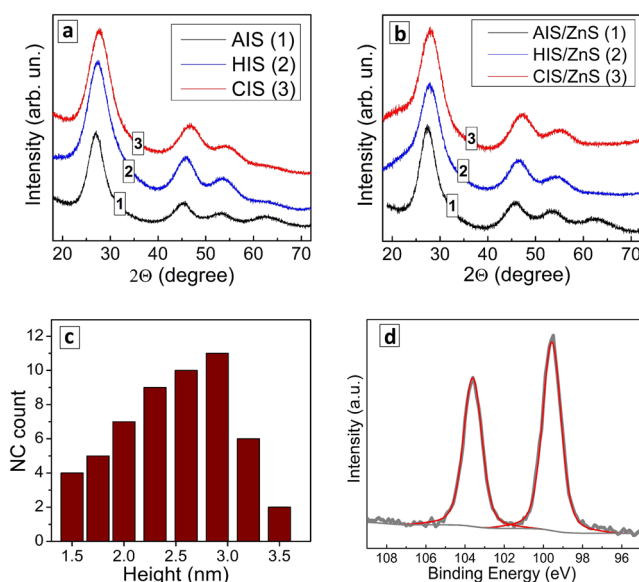 a
AIS (1)
HIS (2)
CIS (3)
3
2
1
Intensity (arb. un.)
20 30 40 50 60 70
2Θ (degree)
b
AIS/ZnS (1)
HIS/ZnS (2)
CIS/ZnS (3)
3
2
1
Intensity (arb. un.)
20 30 40 50 60 70
2Θ (degree)
c
12
10
8
6
4
2
0
NC count
1.5 2.0 2.5 3.0 3.5
Height (nm)
d
Intensity (a.u.)
108 106 104 102 100 98 96
Binding Energy (eV)